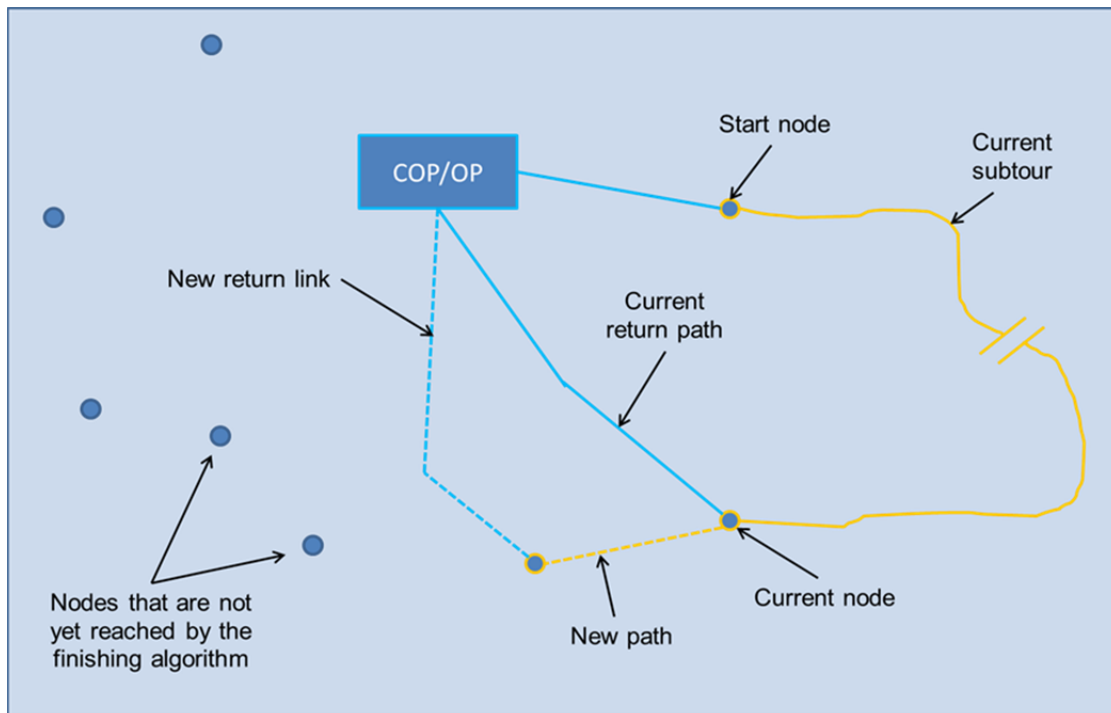 Start node
Current
subtour
COP/OP
New return link
Current
return path
Nodes that are not
yet reached by the
finishing algorithm
New path
Current node